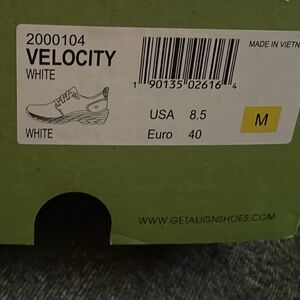 2000104
VELOCITY
WHITE
MADE IN VIETN
1 90135 02616 4
USA 8.5
M
WHITE
Euro 40
WWW.GETALIGNSHOES.COM